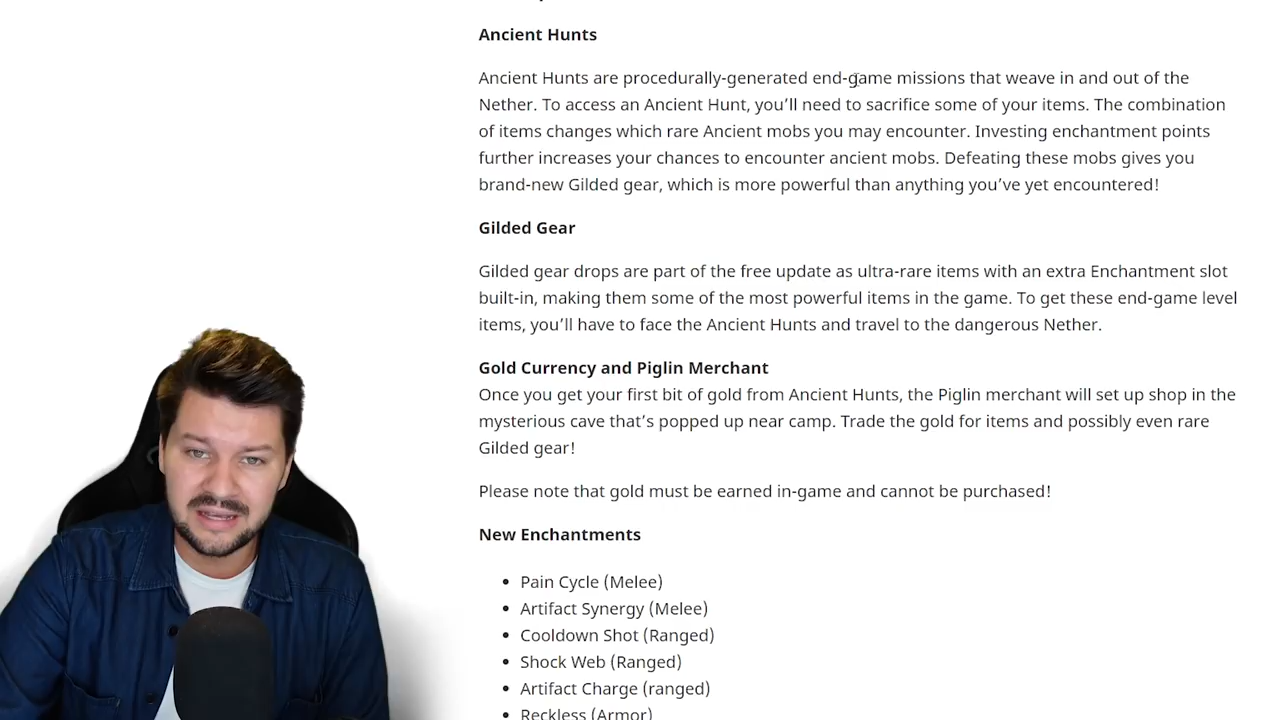 Ancient Hunts
Ancient Hunts are procedurally-generated end-game missions that weave in and out of the
Nether. To access an Ancient Hunt, you’ll need to sacrifice some of your items. The combination
of items changes which rare Ancient mobs you may encounter. Investing enchantment points
further increases your chances to encounter ancient mobs. Defeating these mobs gives you
brand-new Gilded gear, which is more powerful than anything you’ve yet encountered!
Gilded Gear
Gilded gear drops are part of the free update as ultra-rare items with an extra Enchantment slot
built-in, making them some of the most powerful items in the game. To get these end-game level
items, you’ll have to face the Ancient Hunts and travel to the dangerous Nether.
Gold Currency and Piglin Merchant
Once you get your first bit of gold from Ancient Hunts, the Piglin merchant will set up shop in the
mysterious cave that’s popped up near camp. Trade the gold for items and possibly even rare
Gilded gear!
Please note that gold must be earned in-game and cannot be purchased!
New Enchantments
Pain Cycle (Melee)
Artifact Synergy (Melee)
Cooldown Shot (Ranged)
Shock Web (Ranged)
Artifact Charge (ranged)
Reckless (Armor)